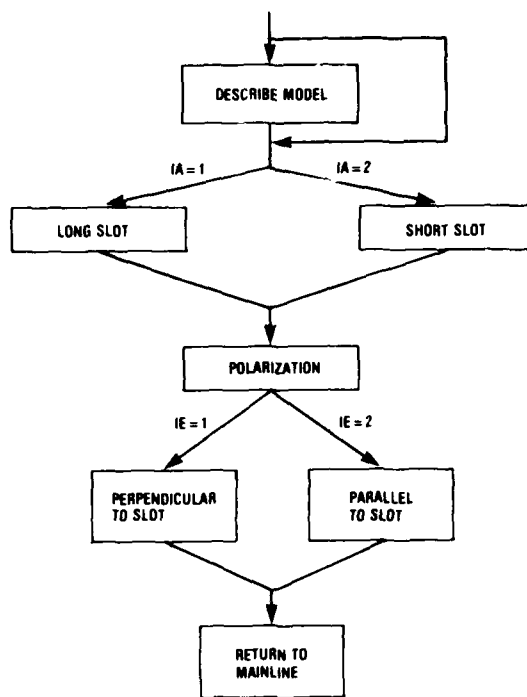 DESCRIBE MODEL
IA = 1
IA = 2
LONG SLOT
SHORT SLOT
POLARIZATION
IE = 1
IE = 2
PERPENDICULAR
TO SLOT
PARALLEL
TO SLOT
RETURN TO
MAINLINE